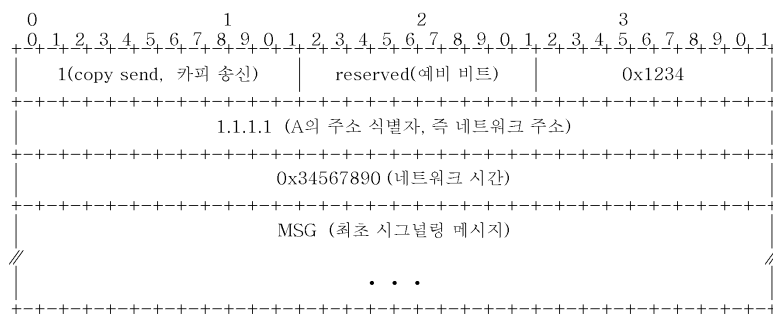 0 1 2 3
0 1 2 3 4 5 6 7 8 9 0 1 2 3 4 5 6 7 8 9 0 1 2 3 4 5 6 7 8 9 0 1
1(copy send, 카피 송신) reserved(예비 비트) 0x1234
1.1.1.1 (A의 주소 식별자, 즉 네트워크 주소)
0x34567890 (네트워크 시간)
MSG (최초 시그널링 메시지)
. . .